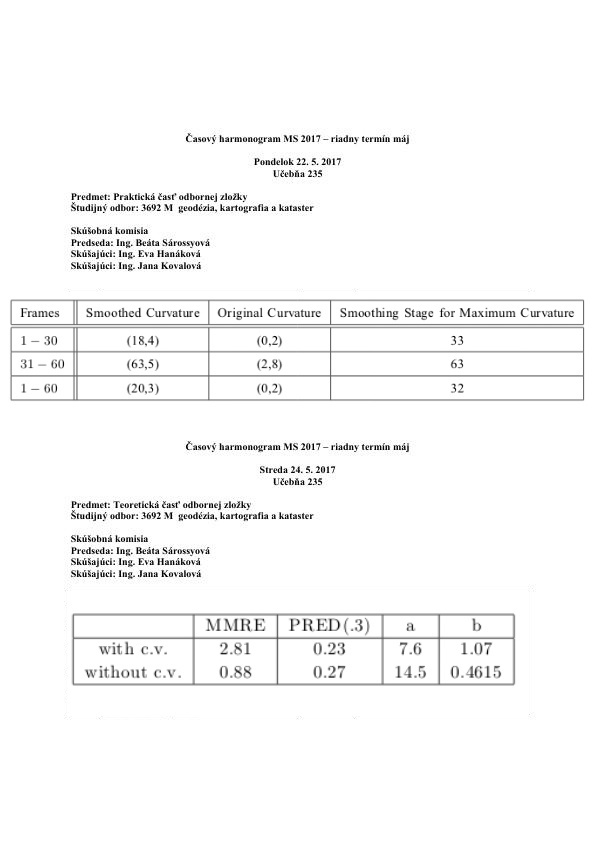 Časový harmonogram MS 2017 – riadny termín máj
Pondelok 22. 5. 2017
Učebňa 235
Predmet: Praktická časť odbornej zložky
Študijný odbor: 3692 M  geodézia, kartografia a kataster
Skúšobná komisia
Predseda: Ing. Beáta Sárossyová
Skúšajúci: Ing. Eva Hanáková
Skúšajúci: Ing. Jana Kovalová
Frames Smoothed Curvature Original Curvature Smoothing Stage for Maximum Curvature
1 – 30 (18,4) (0,2) 33
31 – 60 (63,5) (2,8) 63
1 – 60 (20,3) (0,2) 32
Časový harmonogram MS 2017 – riadny termín máj
Streda 24. 5. 2017
Učebňa 235
Predmet: Teoretická časť odbornej zložky
Študijný odbor: 3692 M  geodézia, kartografia a kataster
Skúšobná komisia
Predseda: Ing. Beáta Sárossyová
Skúšajúci: Ing. Eva Hanáková
Skúšajúci: Ing. Jana Kovalová
MMRE PRED(.3) a b
with c.v. 2.81 0.23 7.6 1.07
without c.v. 0.88 0.27 14.5 0.4615